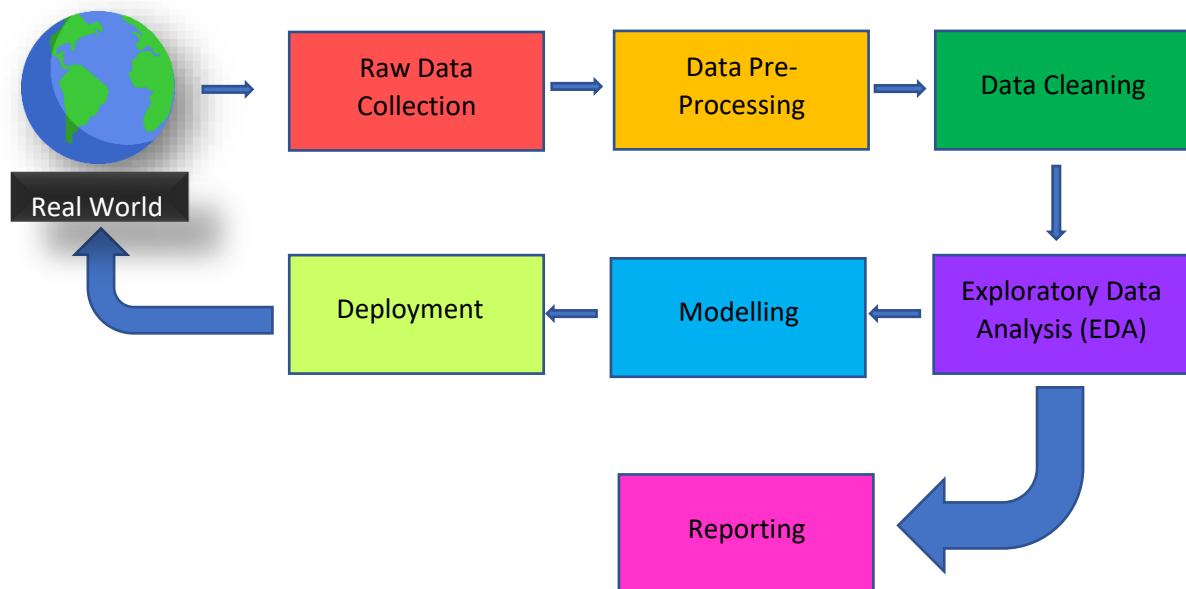 Raw Data
Collection
Data Pre-
Processing
Data Cleaning
Real World
Deployment
Modelling
Exploratory Data
Analysis (EDA)
Reporting